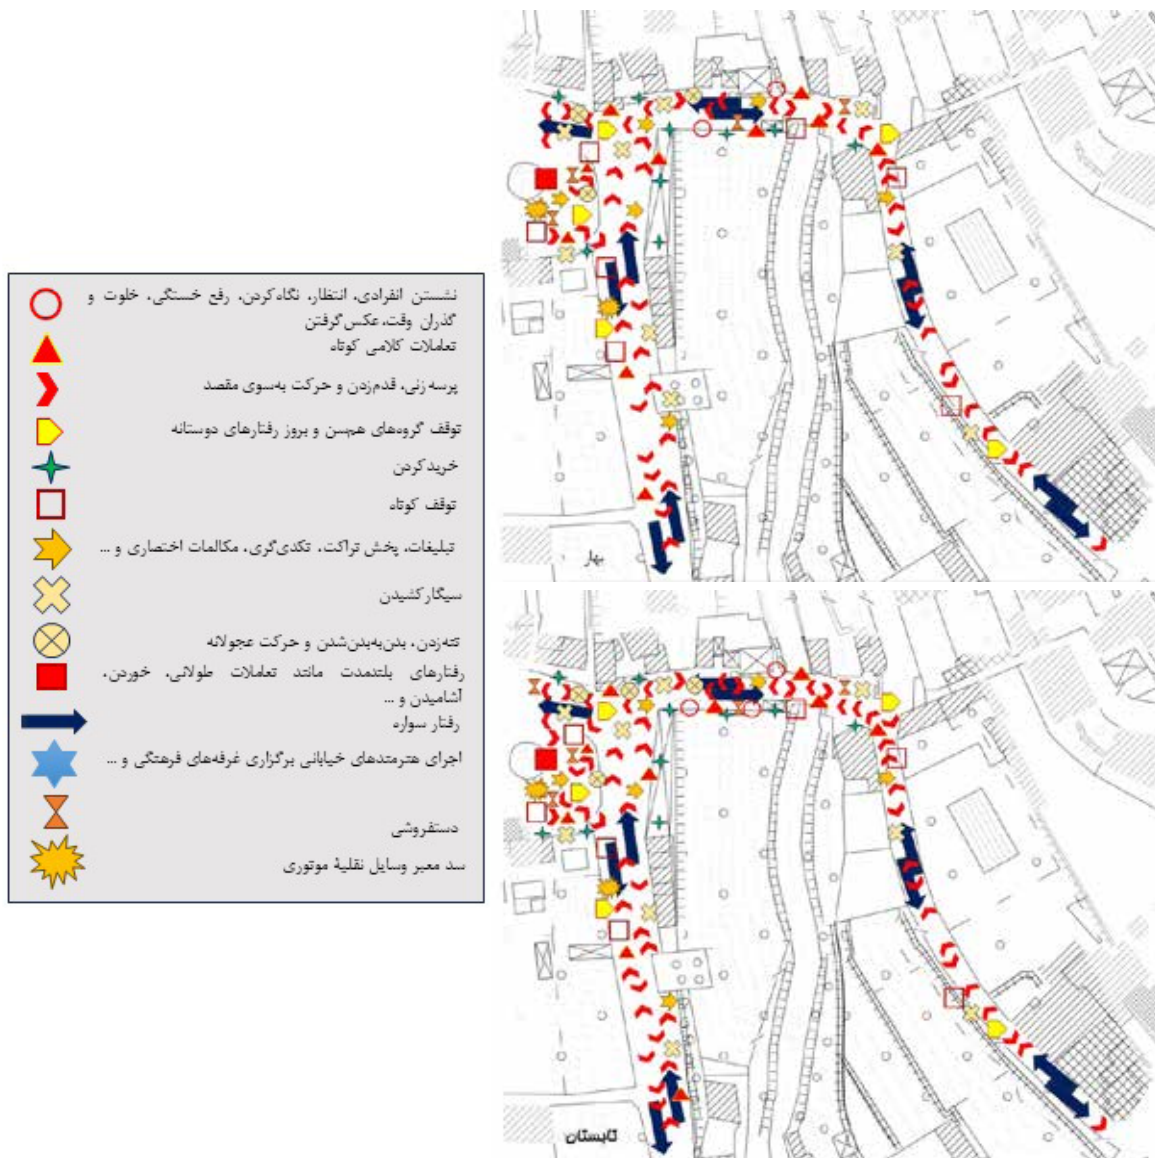 نشستن انفرادی، انتظار، نگاه‌کردن، رفع خستگی، خلوت و
گذران وقت، عکس‌گرفتن
تعاملات کلامی کوتاه
پرسه‌زنی، قدم‌زدن و حرکت به‌سوی مقصد
توقف گروه‌های هم‌سن و بروز رفتارهای دوستانه
خریدکردن
توقف کوتاه
تبلیغات، پخش تراکت، تکدی‌گری، مکالمات اختصاری و ...
سیگارکشیدن
تنه‌زدن، بدن‌به‌بدن‌شدن و حرکت عجولانه
رفتارهای بلندمدت مانند تعاملات طولانی، خوردن،
آشامیدن و ...
رفتار سواره
اجرای هنرمندهای خیابانی برگزاری غرفه‌های فرهنگی و ...
دستفروشی
سد معبر وسایل نقلیهٔ موتوری
بهار
تابستان